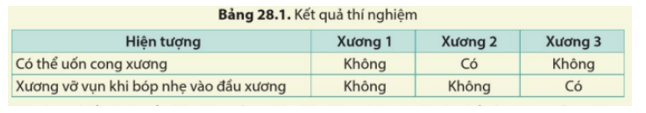 Bảng 28.1. Kết quả thí nghiệm
Hiện tượng Xương 1 Xương 2 Xương 3
Có thể uốn cong xương Không Có Không
Xương vỡ vụn khi bóp nhẹ vào đầu xương Không Không Có